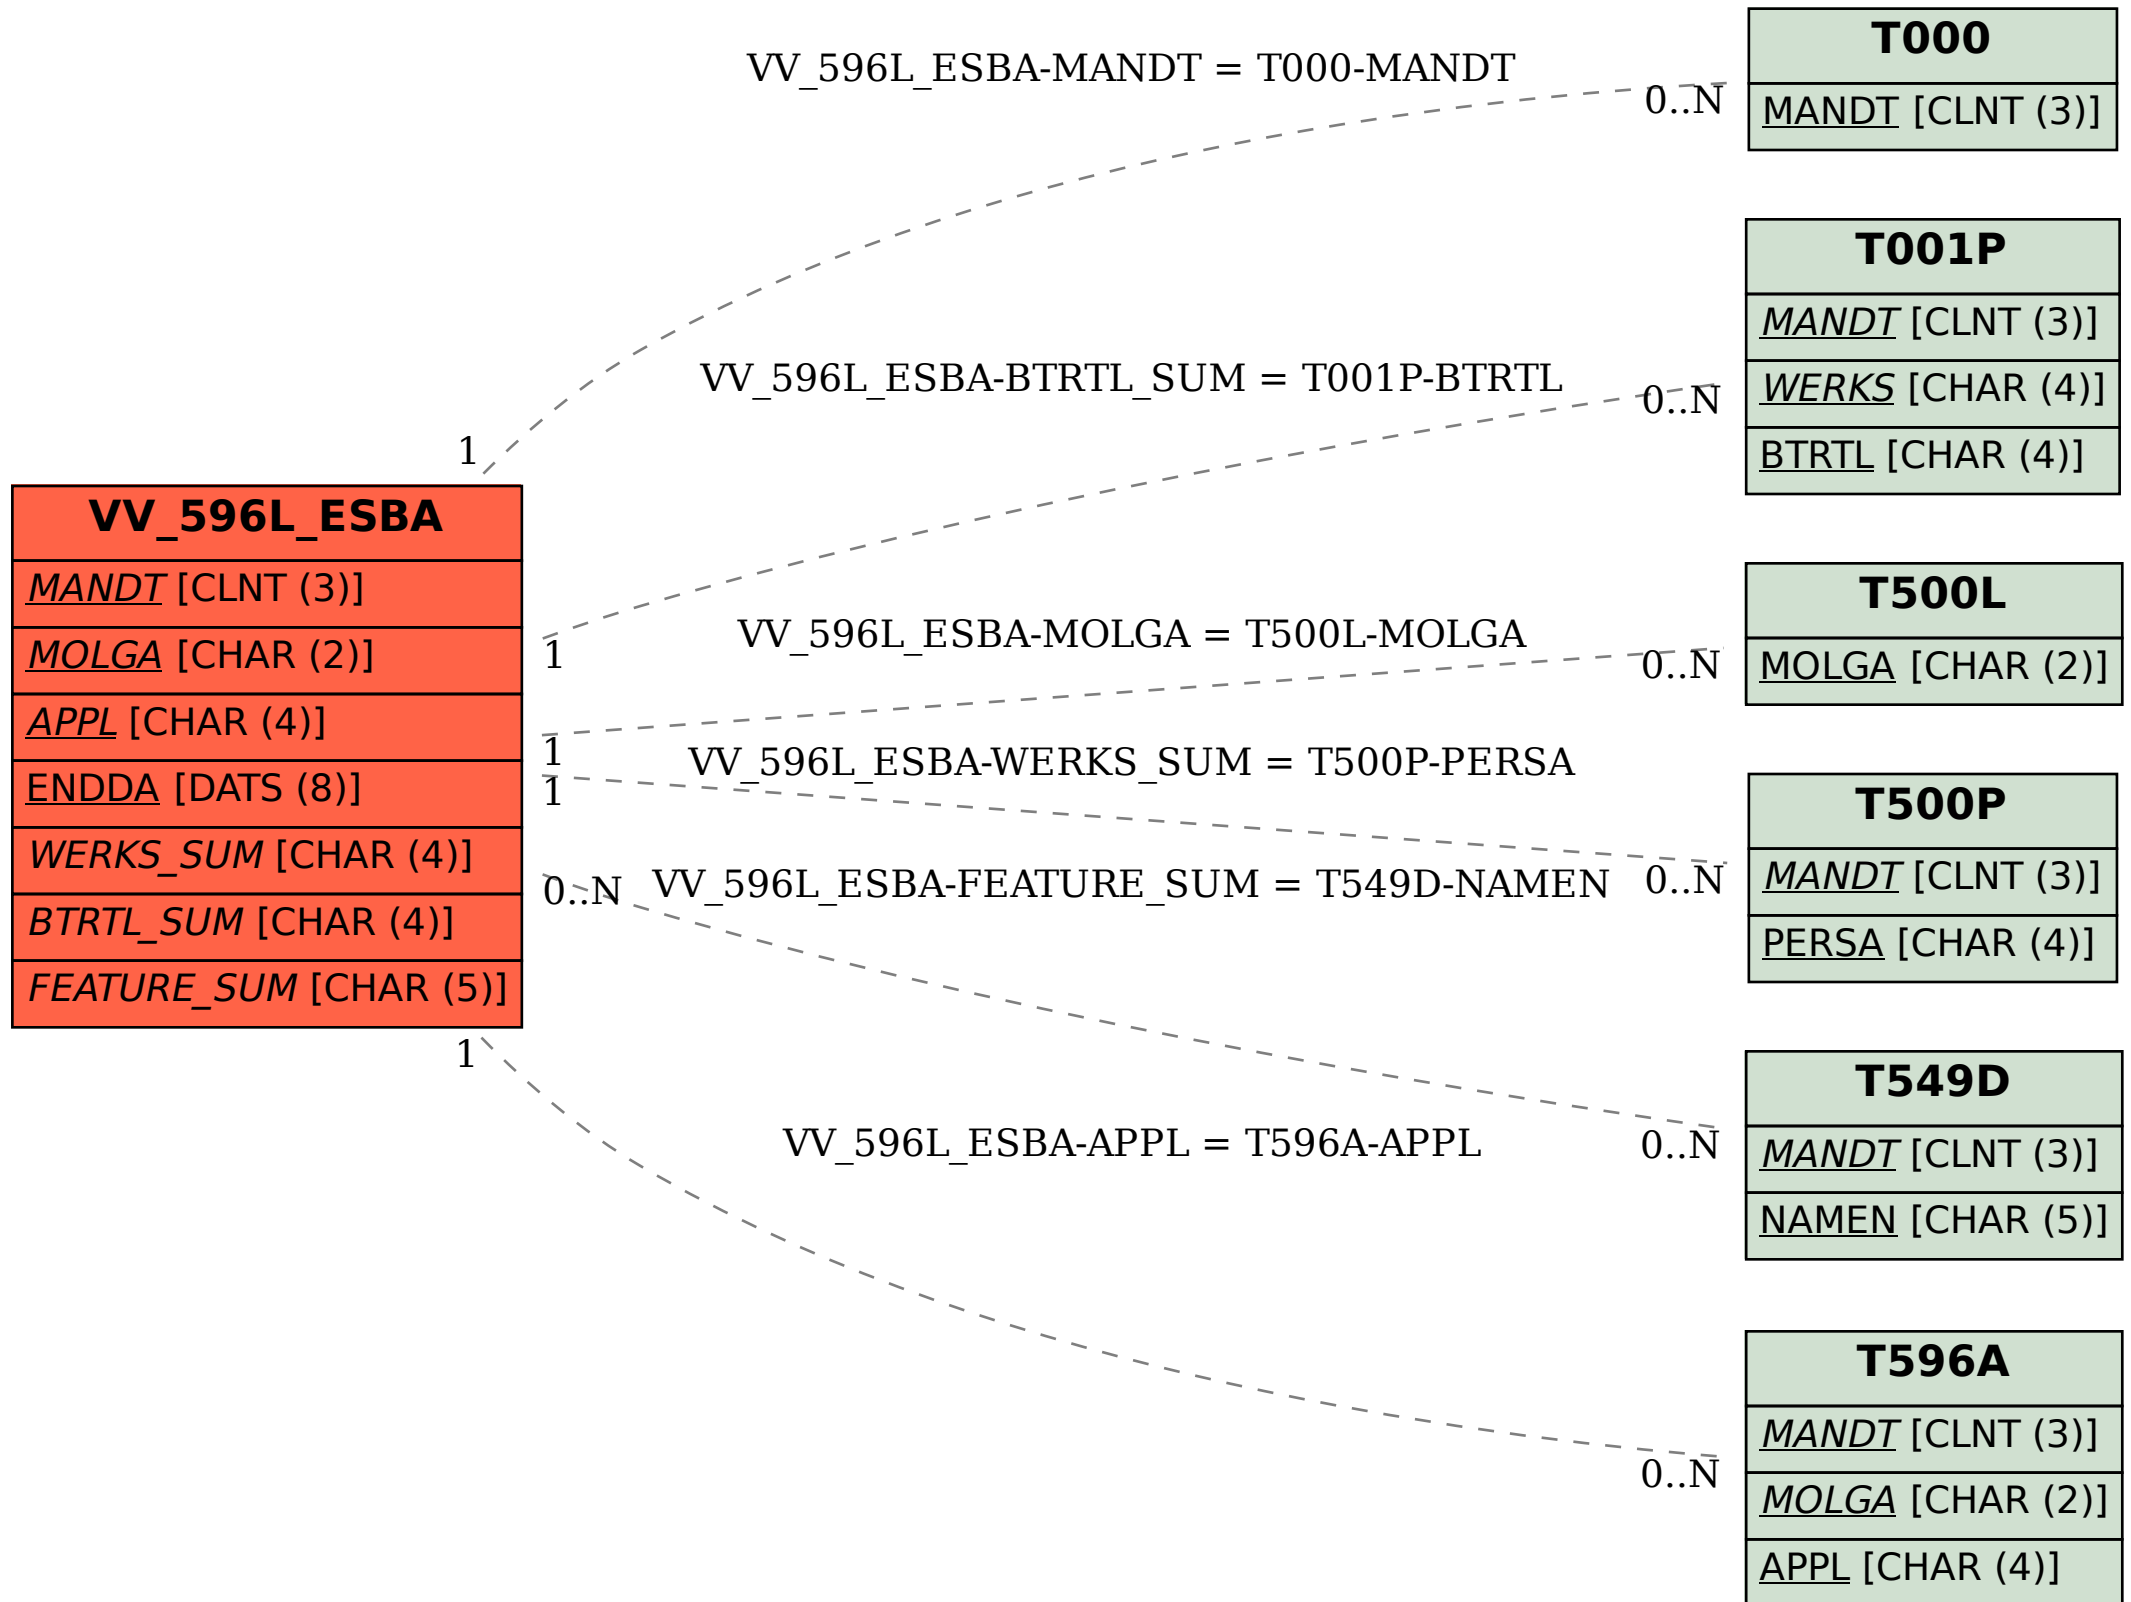 VV_596L_ESBA
MANDT [CLNT (3)]
MOLGA [CHAR (2)]
APPL [CHAR (4)]
ENDDA [DATS (8)]
WERKS_SUM [CHAR (4)]
BTRTL_SUM [CHAR (4)]
FEATURE_SUM [CHAR (5)]
VV_596L_ESBA-MANDT = T000-MANDT
1
0..N
VV_596L_ESBA-BTRTL_SUM = T001P-BTRTL
1
0..N
VV_596L_ESBA-MOLGA = T500L-MOLGA
1
0..N
VV_596L_ESBA-WERKS_SUM = T500P-PERSA
1
0..N
VV_596L_ESBA-FEATURE_SUM = T549D-NAMEN
0..N
0..N
VV_596L_ESBA-APPL = T596A-APPL
1
0..N
T000
MANDT [CLNT (3)]
T001P
MANDT [CLNT (3)]
WERKS [CHAR (4)]
BTRTL [CHAR (4)]
T500L
MOLGA [CHAR (2)]
T500P
MANDT [CLNT (3)]
PERSA [CHAR (4)]
T549D
MANDT [CLNT (3)]
NAMEN [CHAR (5)]
T596A
MANDT [CLNT (3)]
MOLGA [CHAR (2)]
APPL [CHAR (4)]